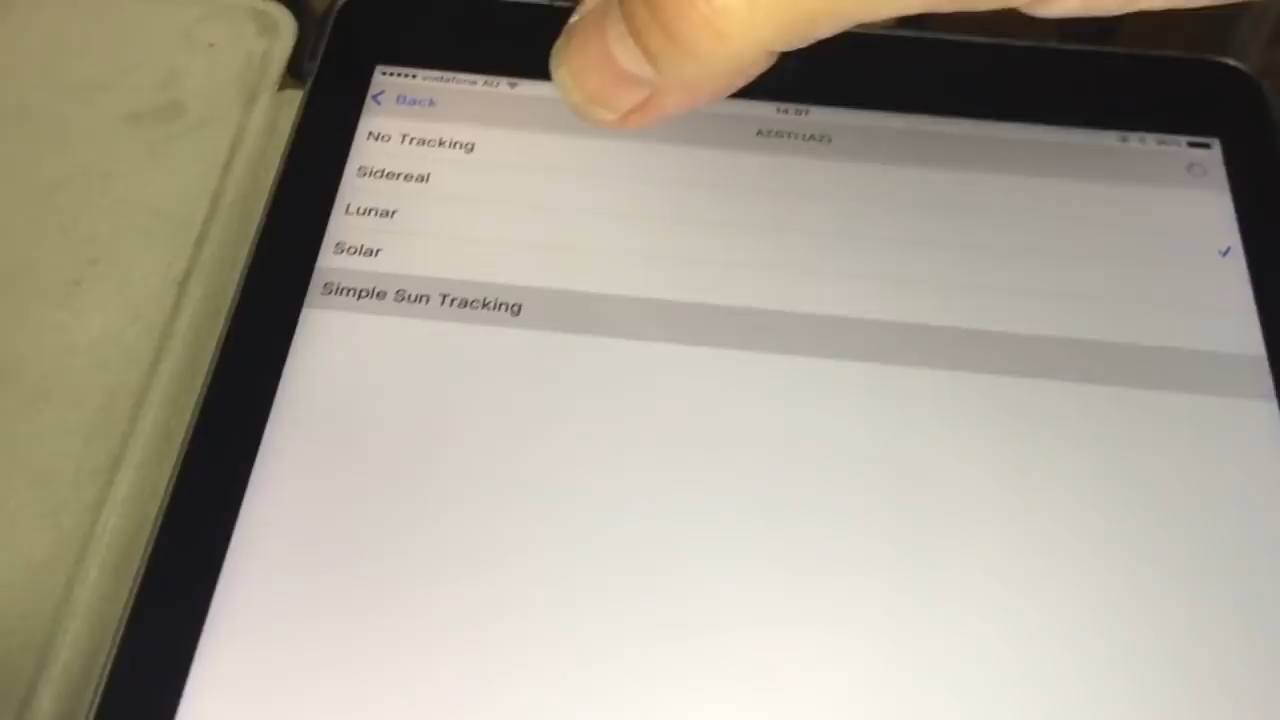 vodafone AU
Back
No Tracking
Sidereal
Lunar
Solar
Simple Sun Tracking